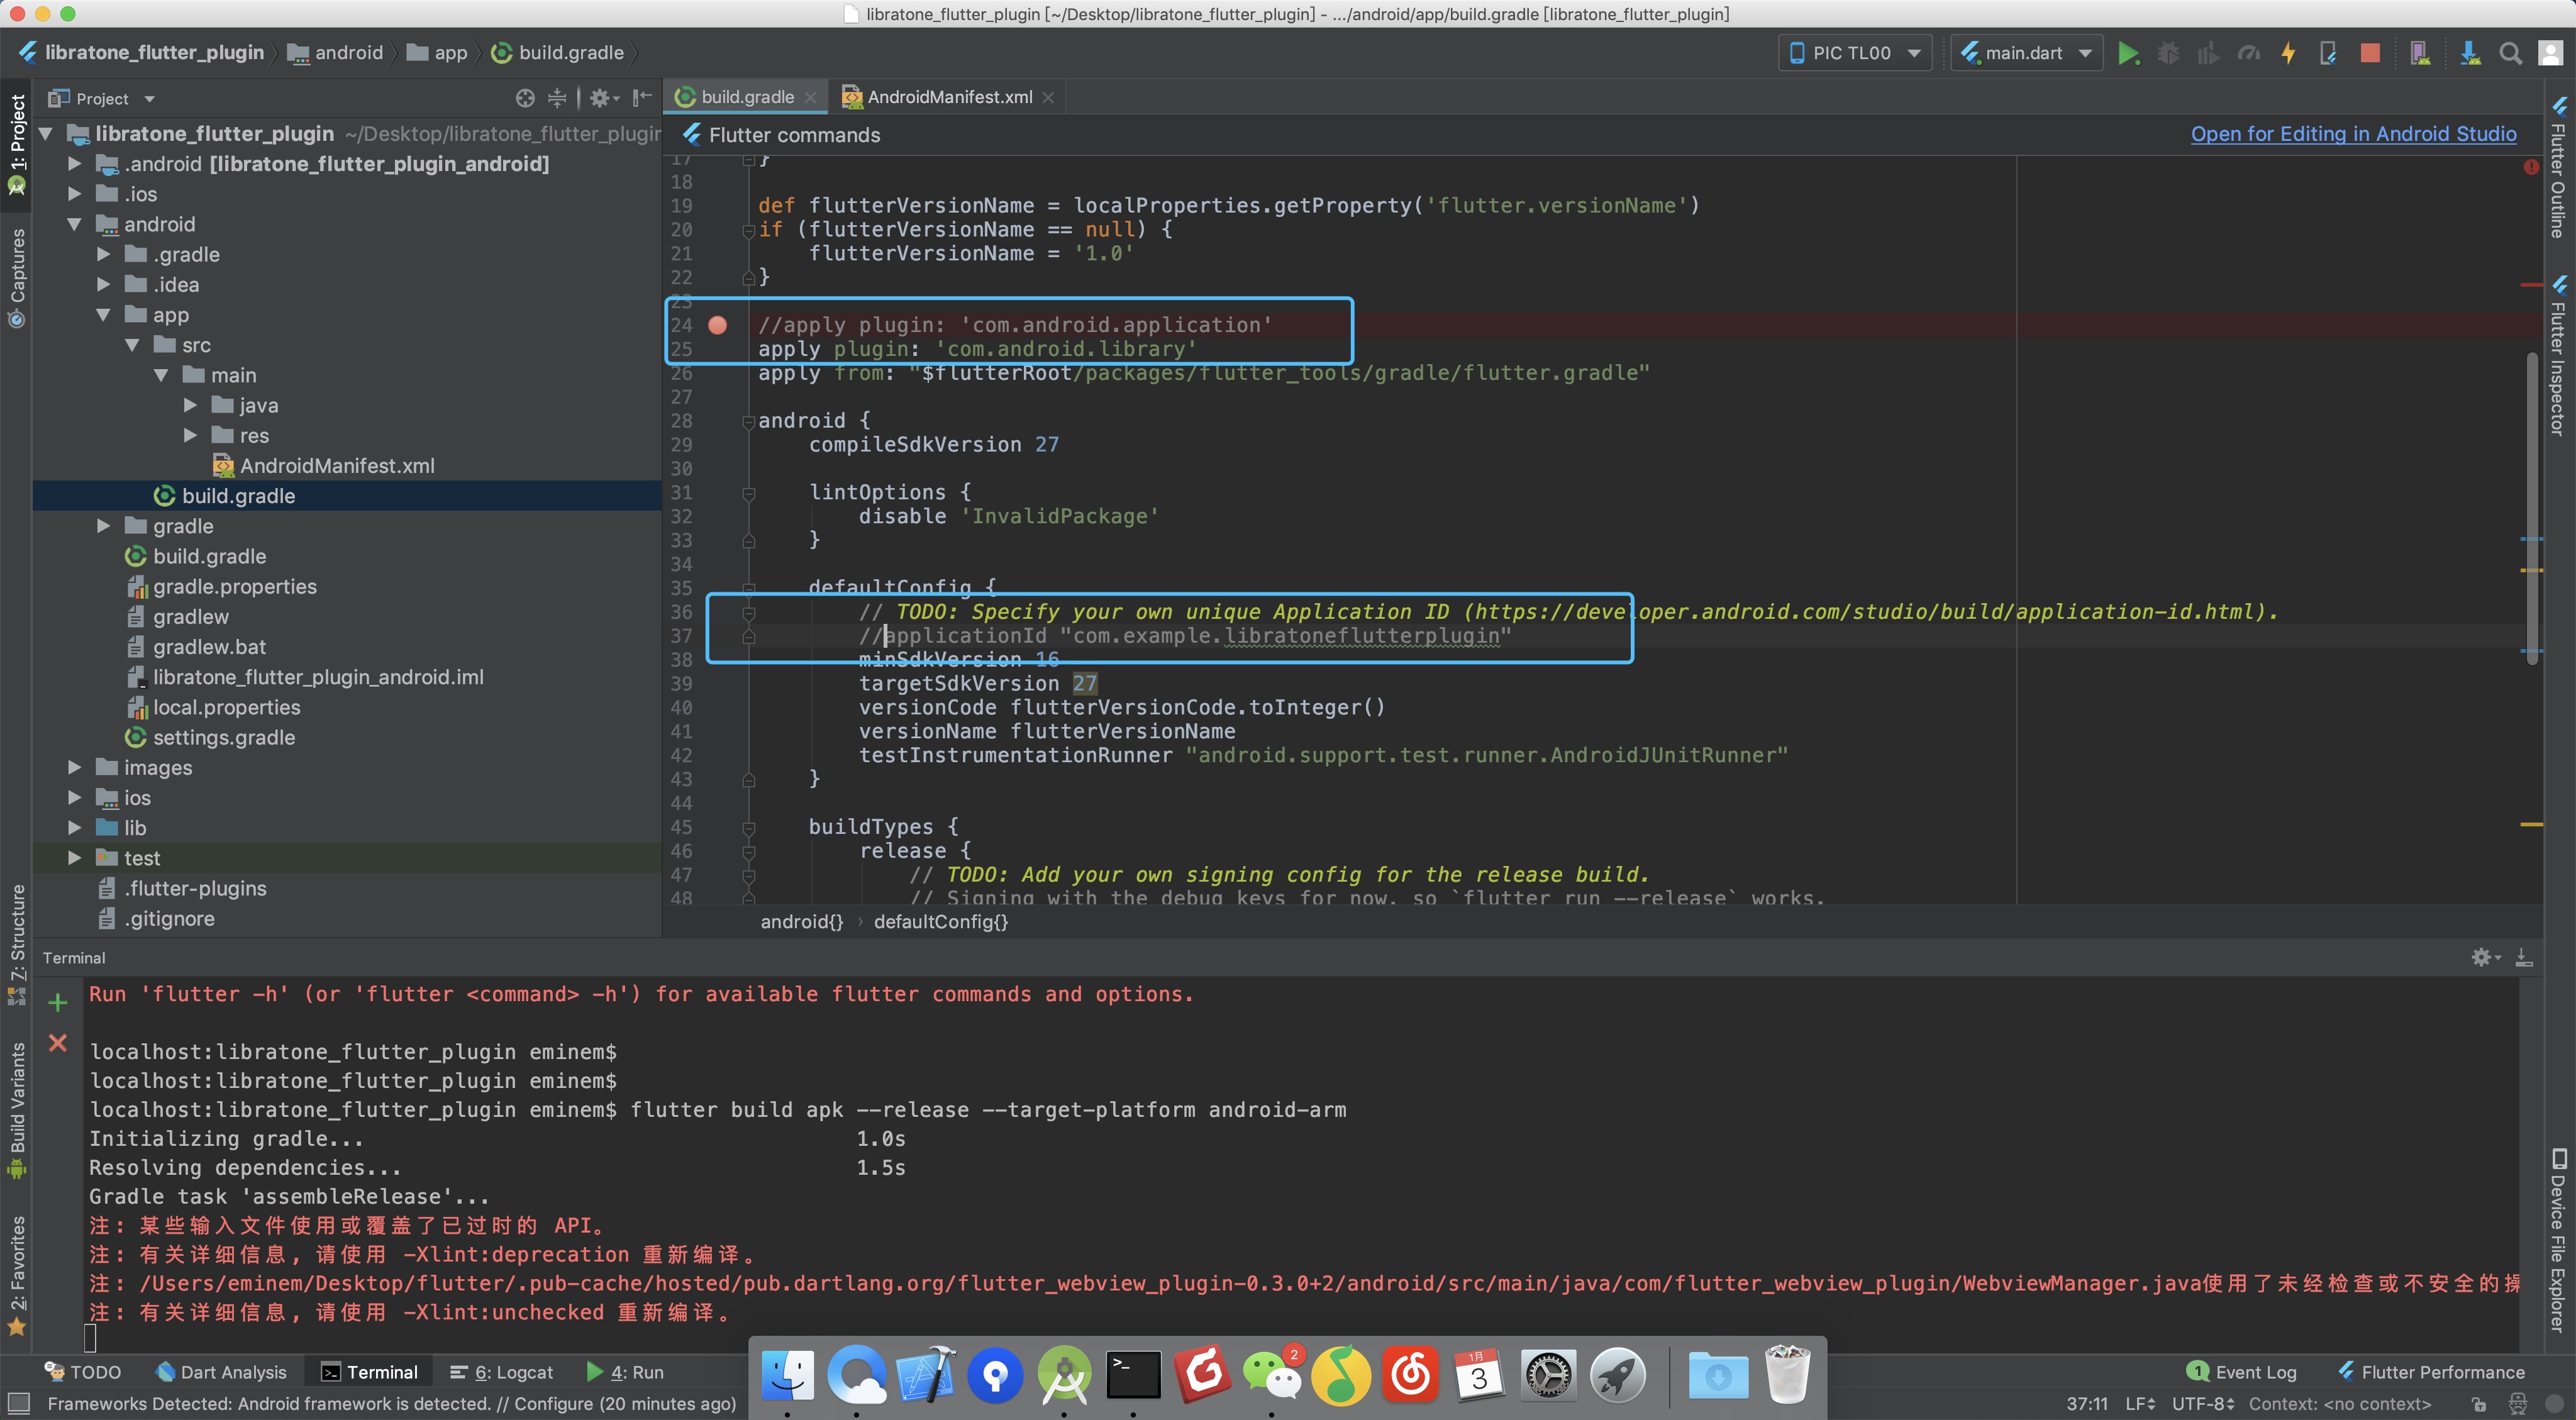 libratone_flutter_plugin [~/Desktop/libratone_flutter_plugin] - .../android/app/build.gradle [libratone_flutter_plugin]
libratone_flutter_plugin
android
app
build.gradle
PIC TL00
main.dart
Project
build.gradle
AndroidManifest.xml
Flutter commands
Open for Editing in Android Studio
1: Project
Captures
7: Structure
Build Variants
2: Favorites
libratone_flutter_plugin ~/Desktop/libratone_flutter_plugin
.android [libratone_flutter_plugin_android]
.ios
android
.gradle
.idea
app
src
main
java
res
AndroidManifest.xml
build.gradle
gradle
build.gradle
gradle.properties
gradlew
gradlew.bat
libratone_flutter_plugin_android.iml
local.properties
settings.gradle
images
ios
lib
test
.flutter-plugins
.gitignore
17 }
18
19 def flutterVersionName = localProperties.getProperty('flutter.versionName')
20 if (flutterVersionName == null) {
21 flutterVersionName = '1.0'
22 }
23
24 //apply plugin: 'com.android.application'
25 apply plugin: 'com.android.library'
26 apply from: "$flutterRoot/packages/flutter_tools/gradle/flutter.gradle"
27
28 android {
29 compileSdkVersion 27
30
31 lintOptions {
32 disable 'InvalidPackage'
33 }
34
35 defaultConfig {
36 // TODO: Specify your own unique Application ID (https://developer.android.com/studio/build/application-id.html).
37 //applicationId "com.example.libratoneflutterplugin"
38 minSdkVersion 16
39 targetSdkVersion 27
40 versionCode flutterVersionCode.toInteger()
41 versionName flutterVersionName
42 testInstrumentationRunner "android.support.test.runner.AndroidJUnitRunner"
43 }
44
45 buildTypes {
46 release {
47 // TODO: Add your own signing config for the release build.
48 // Signing with the debug keys for now, so `flutter run --release` works.
android{} › defaultConfig{}
Flutter Outline
Flutter Inspector
Device File Explorer
Terminal
Run 'flutter -h' (or 'flutter <command> -h') for available flutter commands and options.
localhost:libratone_flutter_plugin eminem$
localhost:libratone_flutter_plugin eminem$
localhost:libratone_flutter_plugin eminem$ flutter build apk --release --target-platform android-arm
Initializing gradle... 1.0s
Resolving dependencies... 1.5s
Gradle task 'assembleRelease'...
注: 某些输入文件使用或覆盖了已过时的 API。
注: 有关详细信息, 请使用 -Xlint:deprecation 重新编译。
注: /Users/eminem/Desktop/flutter/.pub-cache/hosted/pub.dartlang.org/flutter_webview_plugin-0.3.0+2/android/src/main/java/com/flutter_webview_plugin/WebviewManager.java使用了未经检查或不安全的操
注: 有关详细信息, 请使用 -Xlint:unchecked 重新编译。
TODO
Dart Analysis
Terminal
6: Logcat
4: Run
2
1月
3
1 Event Log
Flutter Performance
Frameworks Detected: Android framework is detected. // Configure (20 minutes ago)
37:11 LF UTF-8 Context: <no context>